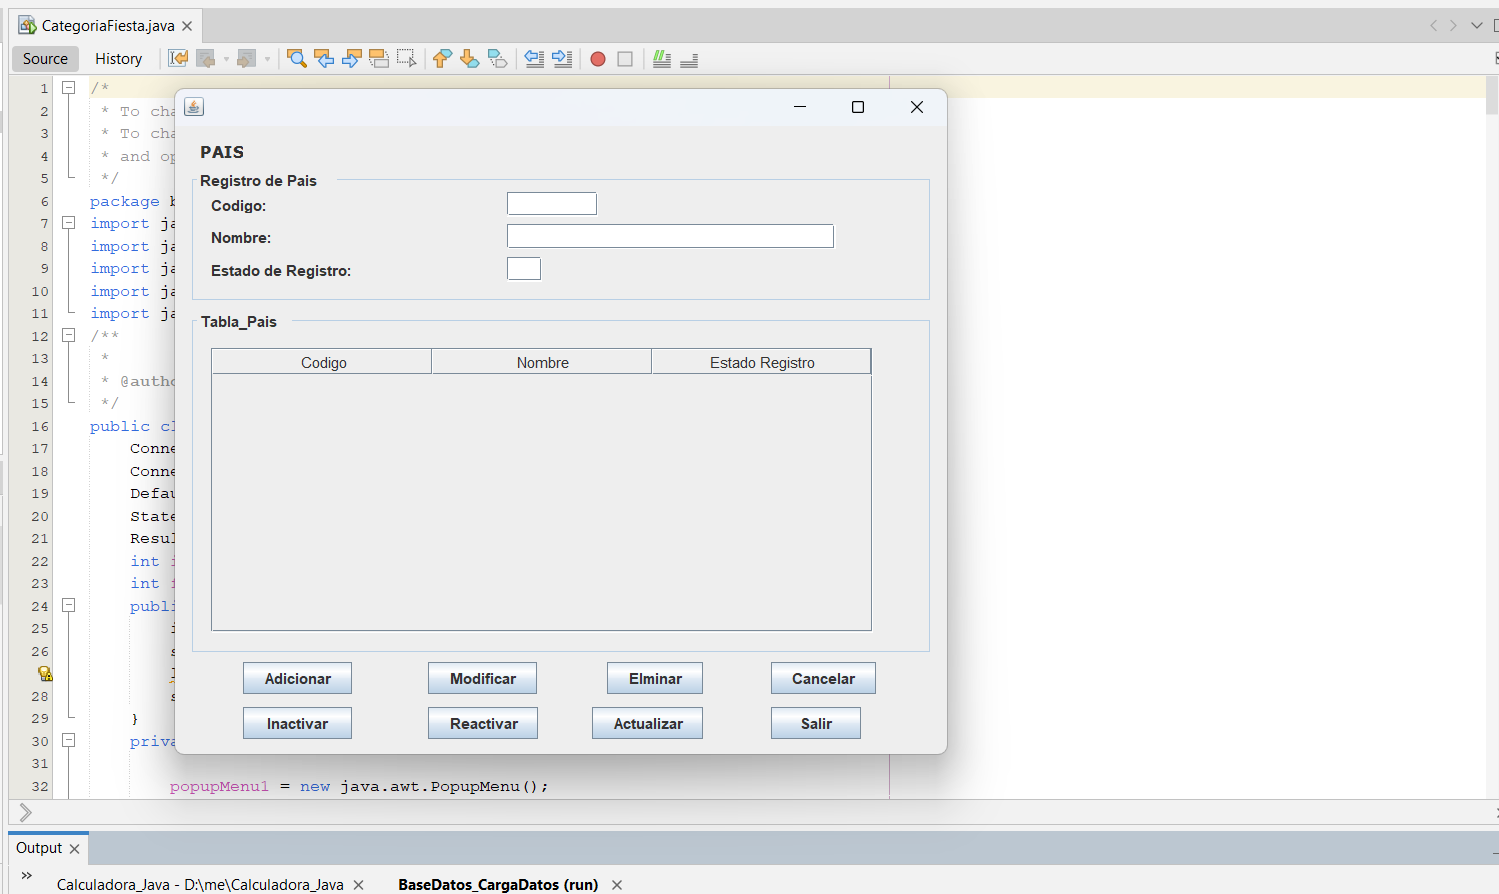 CategoriaFiesta.java
Source History
1 /*
2 * To cha
3 * To cha
4 * and op
5 */
6 package b
7 import ja
8 import ja
9 import ja
10 import ja
11 import ja
12 /**
13 *
14 * @autho
15 */
16 public cl
17 Conne
18 Conne
19 Defau
20 State
21 Resul
22 int i
23 int f
24 publi
25 i
26 s
28 s
29 }
30 priva
31
32 popupMenu1 = new java.awt.PopupMenu();
PAIS
Registro de Pais
Codigo:
Nombre:
Estado de Registro:
Tabla_Pais
Codigo Nombre Estado Registro
Adicionar Modificar Elminar Cancelar
Inactivar Reactivar Actualizar Salir
Output
» Calculadora_Java - D:\me\Calculadora_Java BaseDatos_CargaDatos (run)